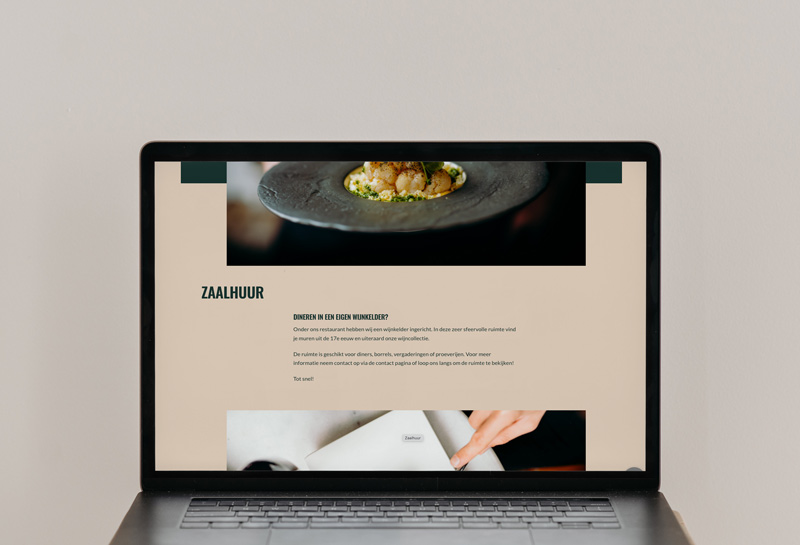 ZAALHUUR
DINEREN IN EEN EIGEN WIJNKELDER?
Onder ons restaurant hebben wij een wijnkelder ingericht. In deze zeer sfeervolle ruimte vind
je muren uit de 17e eeuw en uiteraard onze wijncollectie.
De ruimte is geschikt voor diners, borrels, vergaderingen of proeverijen. Voor meer
informatie neem contact op via de contact pagina of loop ons langs om de ruimte te bekijken!
Tot snel!
Zaalhuur